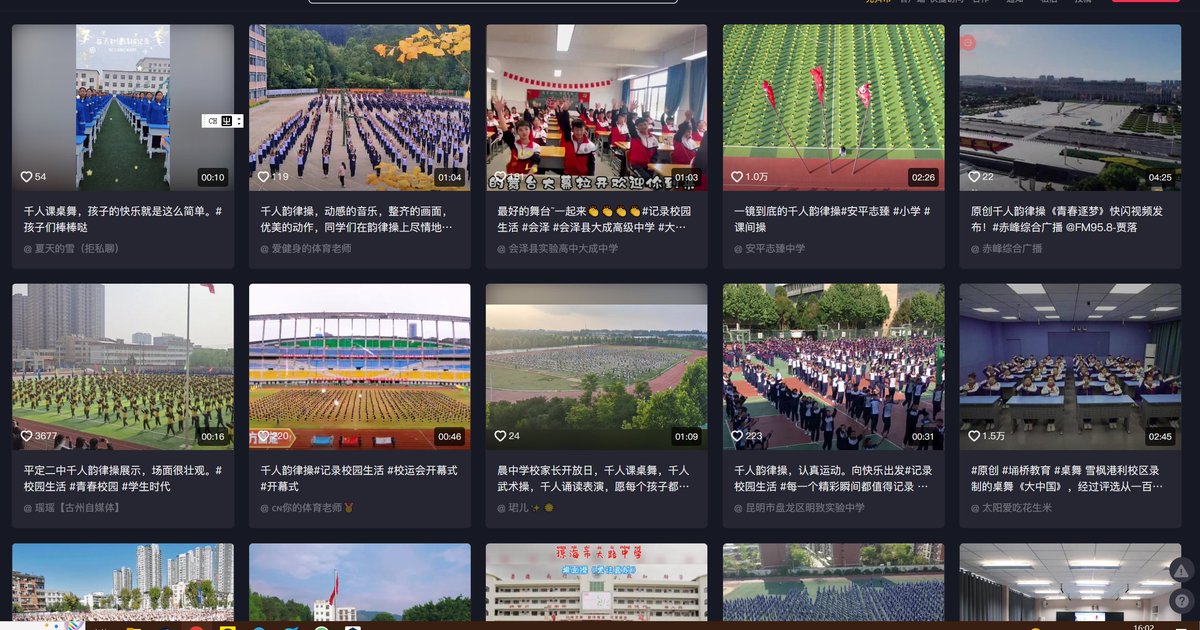 54
00:10
119
01:04
181
01:03
1.0万
02:26
22
04:25
的舞台大幕拉开欢迎你到
CH
千人课桌舞，孩子的快乐就是这么简单。#
孩子们棒棒哒
@ 夏天的雪（拒私聊）
千人韵律操，动感的音乐，整齐的画面，
优美的动作，同学们在韵律操上尽情地…
@ 爱健身的体育老师
最好的舞台~一起来👏👏👏👏#记录校园
生活 #会泽 #会泽县大成高级中学 #大…
@ 会泽县实验高中大成中学
一镜到底的千人韵律操#安平志臻 #小学 #
课间操
@ 安平志臻中学
原创千人韵律操《青春逐梦》快闪视频发
布！#赤峰综合广播 @FM95.8-贾落
@ 赤峰综合广播
3677
00:16
220
00:46
24
01:09
223
00:31
1.5万
02:45
平定二中千人韵律操展示，场面很壮观。#
校园生活 #青春校园 #学生时代
@ 瑶瑶【古州自媒体】
千人韵律操#记录校园生活 #校运会开幕式
#开幕式
@ CN你的体育老师🏅
晨中学校家长开放日，千人课桌舞，千人
武术操，千人诵读表演，愿每个孩子都…
@ 珺儿✨🌻
千人韵律操，认真运动。向快乐出发#记录
校园生活 #每一个精彩瞬间都值得记录 …
@ 昆明市盘龙区明致实验中学
#原创 #埇桥教育 #桌舞 雪枫港利校区录
制的桌舞《大中国》，经过评选从一百…
@ 太阳爱吃花生米
16:02